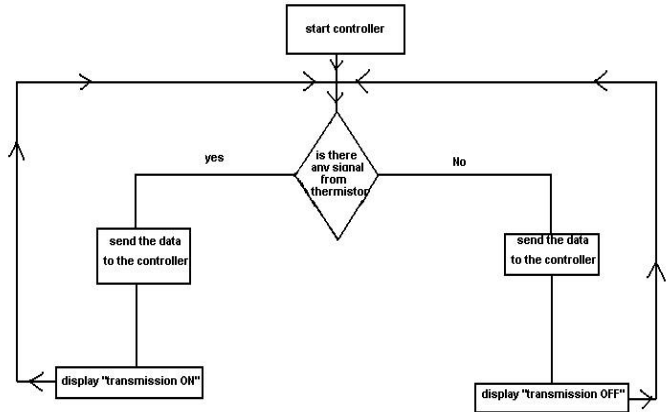 start controller
is there
any signal
from
thermistor
yes
No
send the data
to the controller
send the data
to the controller
display "transmission ON"
display "transmission OFF"